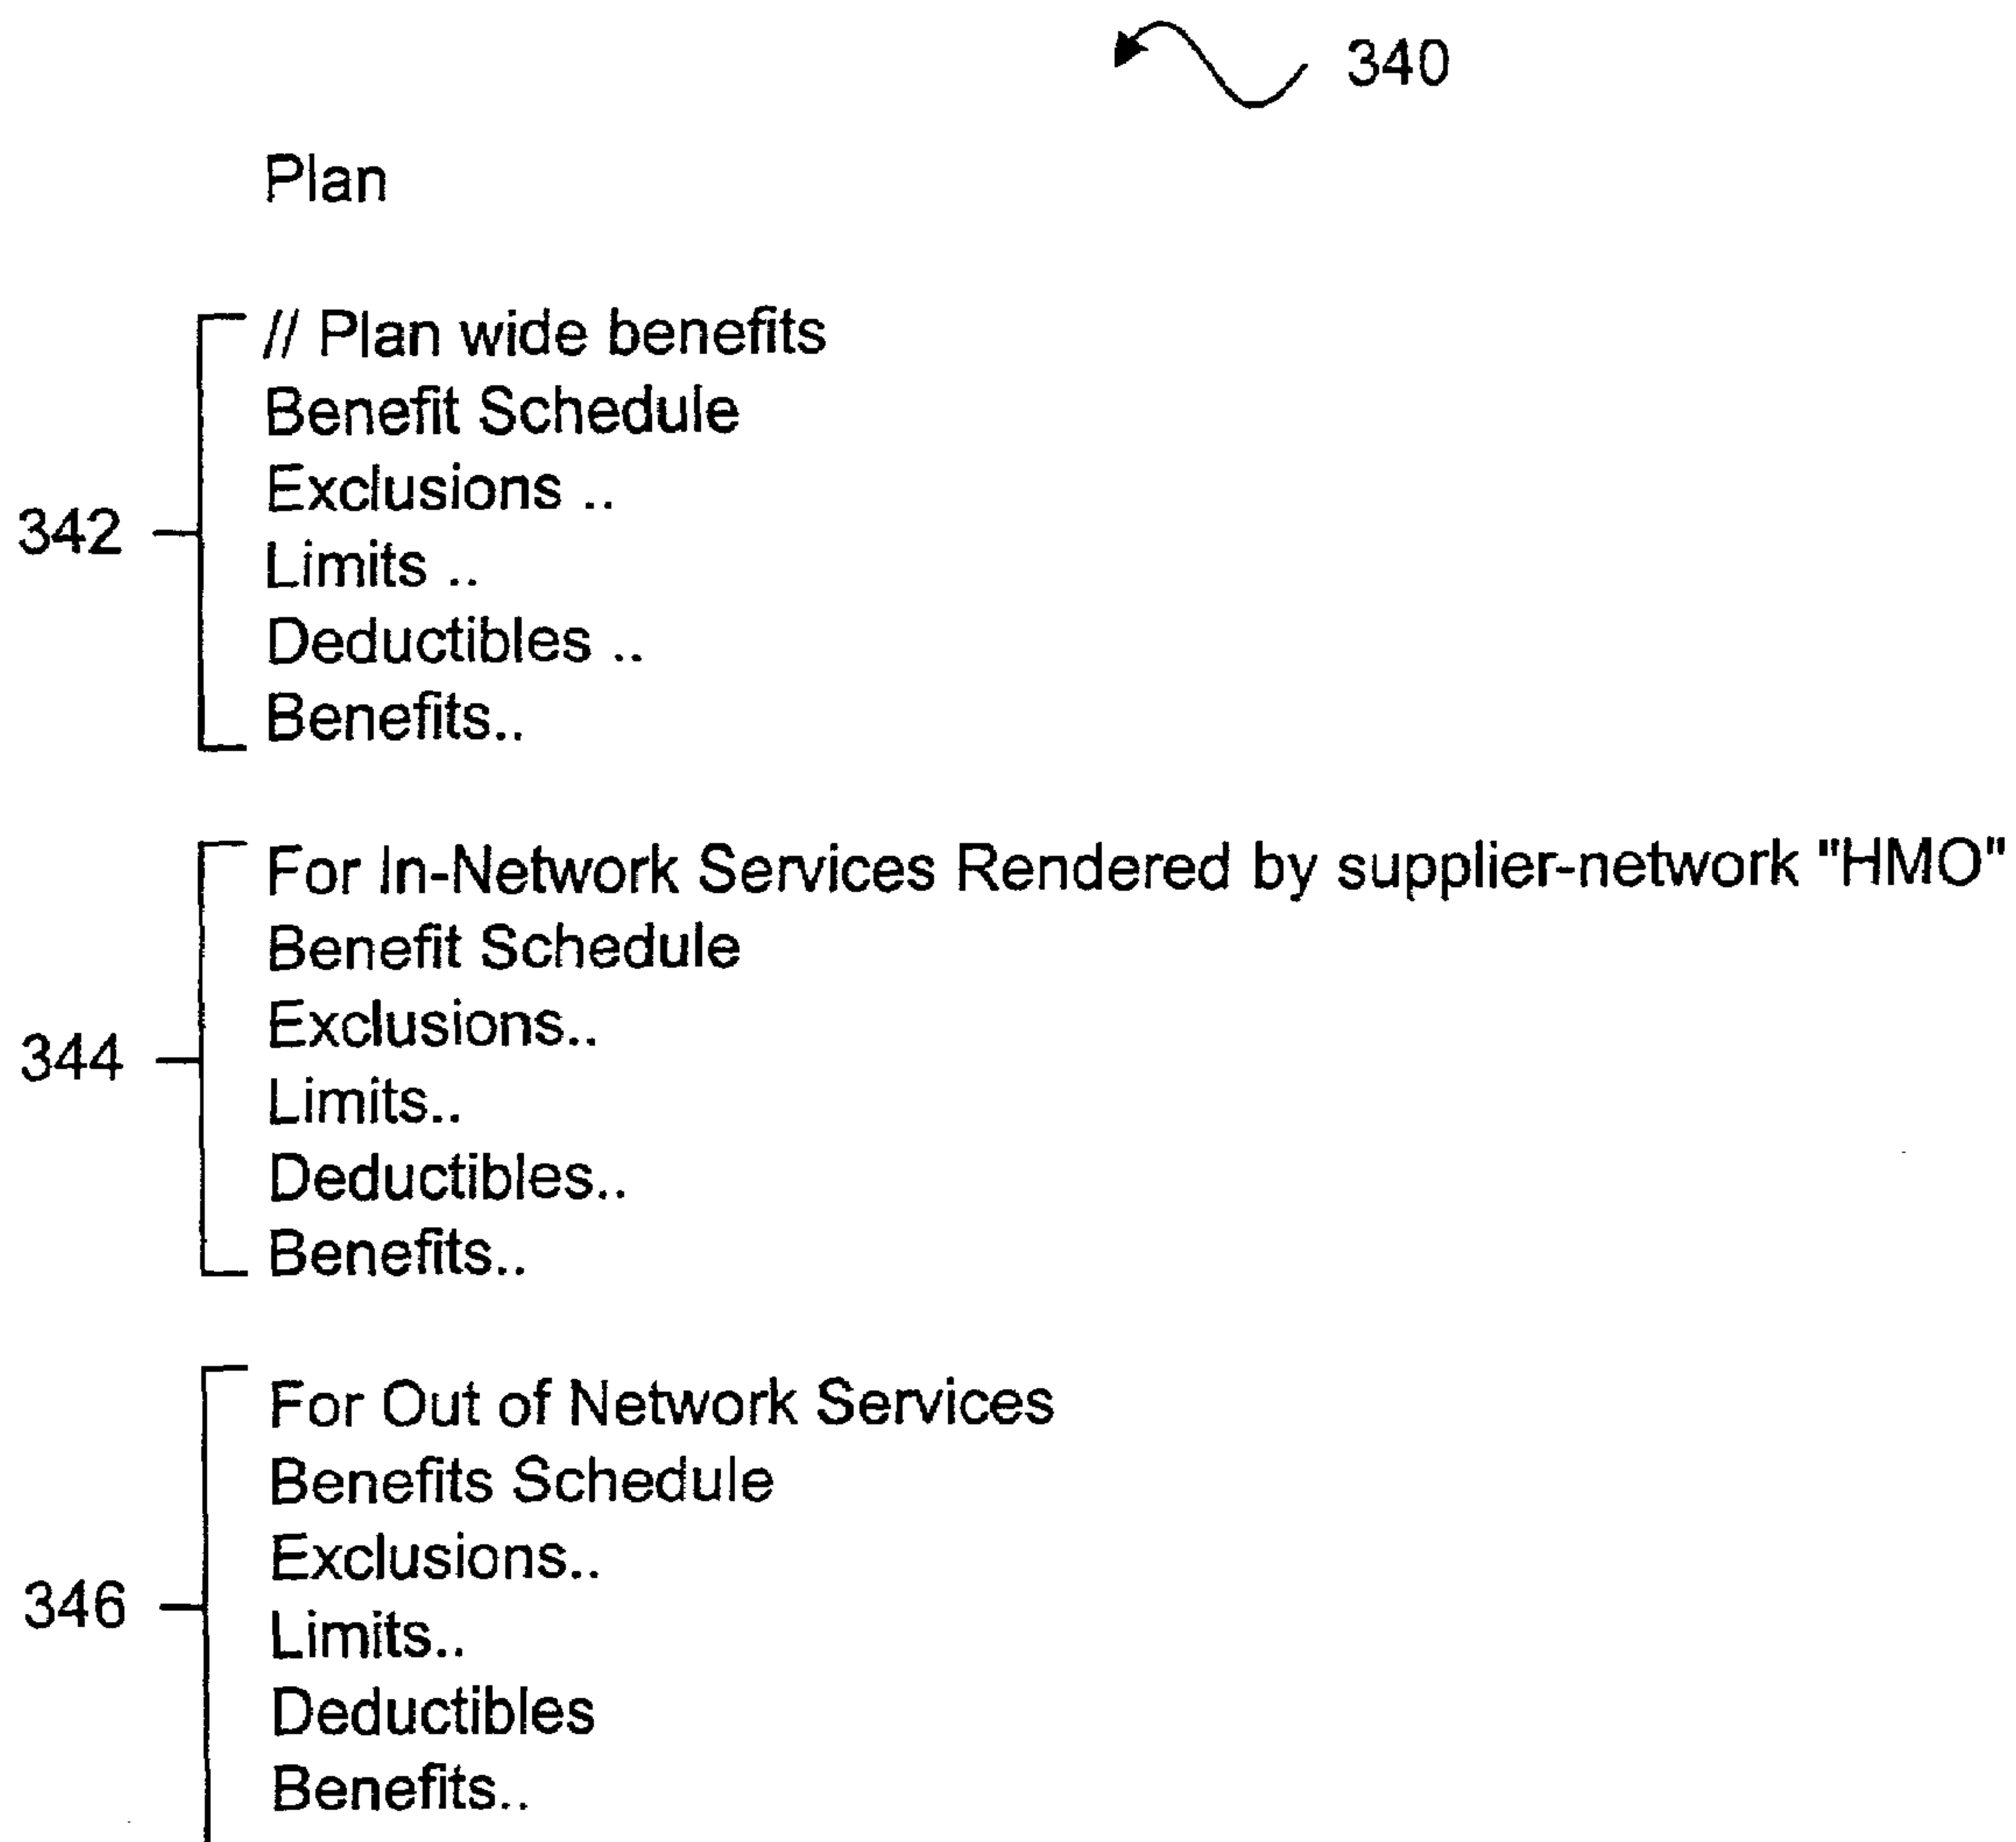 340
Plan
// Plan wide benefits
Benefit Schedule
Exclusions ..
342
Limits ..
Deductibles ..
Benefits..
For In-Network Services Rendered by supplier-network "HMO"
Benefit Schedule
Exclusions..
344
Limits..
Deductibles..
Benefits..
For Out of Network Services
Benefits Schedule
Exclusions..
346
Limits..
Deductibles
Benefits..